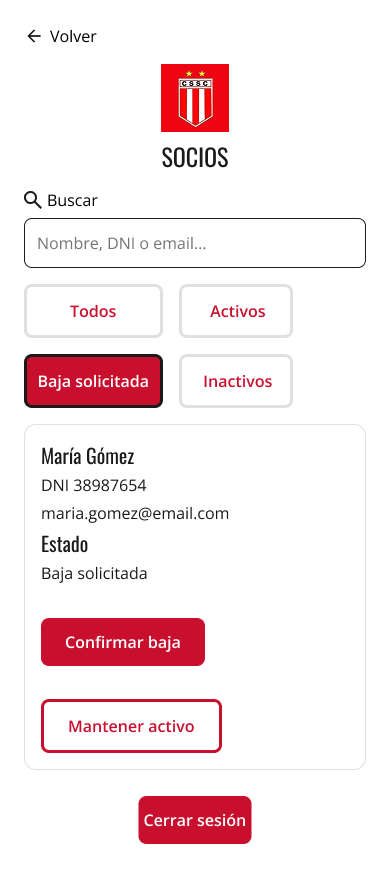 Volver
CSSC
SOCIOS
Buscar
Nombre, DNI o email...
Todos
Activos
Baja solicitada
Inactivos
María Gómez
DNI 38987654
maria.gomez@email.com
Estado
Baja solicitada
Confirmar baja
Mantener activo
Cerrar sesión